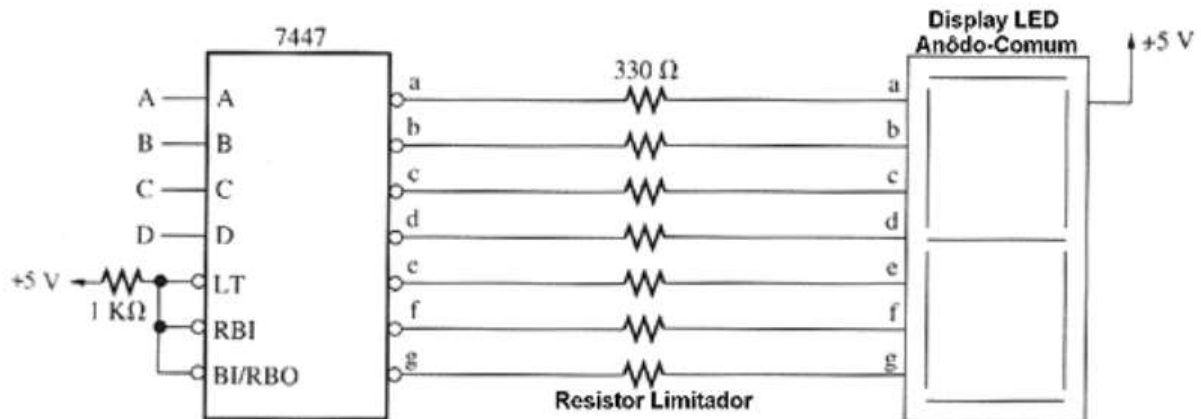 7447
Display LED
Anôdo-Comum
+5 V
330 Ω
A A a a
B B b b
C C c c
D D d d
+5 V LT e e
1 KΩ
RBI f f
BI/RBO g g
Resistor Limitador